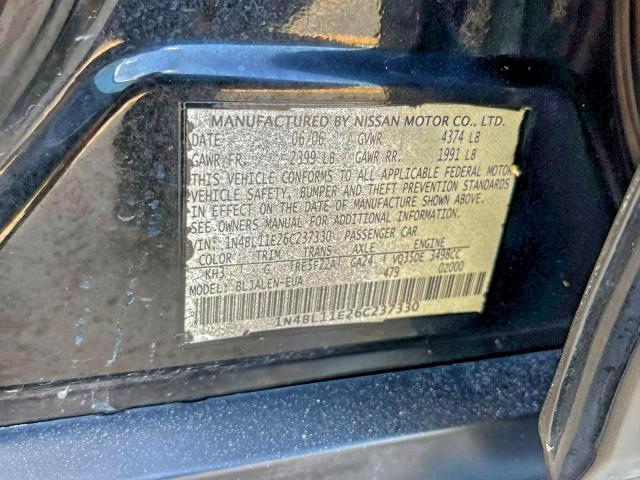 MANUFACTURED BY NISSAN MOTOR CO., LTD.
DATE 06/06 GVWR 4374 LB
GAWR FR. 2399 LB GAWR RR. 1991 LB
THIS VEHICLE CONFORMS TO ALL APPLICABLE FEDERAL MOTOR
VEHICLE SAFETY, BUMPER AND THEFT PREVENTION STANDARDS
IN EFFECT ON THE DATE OF MANUFACTURE SHOWN ABOVE.
SEE OWNERS MANUAL FOR ADDITIONAL INFORMATION.
VIN: 1N4BL11E26C237330 PASSENGER CAR
COLOR TRIM TRANS AXLE ENGINE
KH3 G TRE5F22A GA24 VQ35DE 3498CC
MODEL: BLJALEN-EUA 479 02000
1N4BL11E26C237330